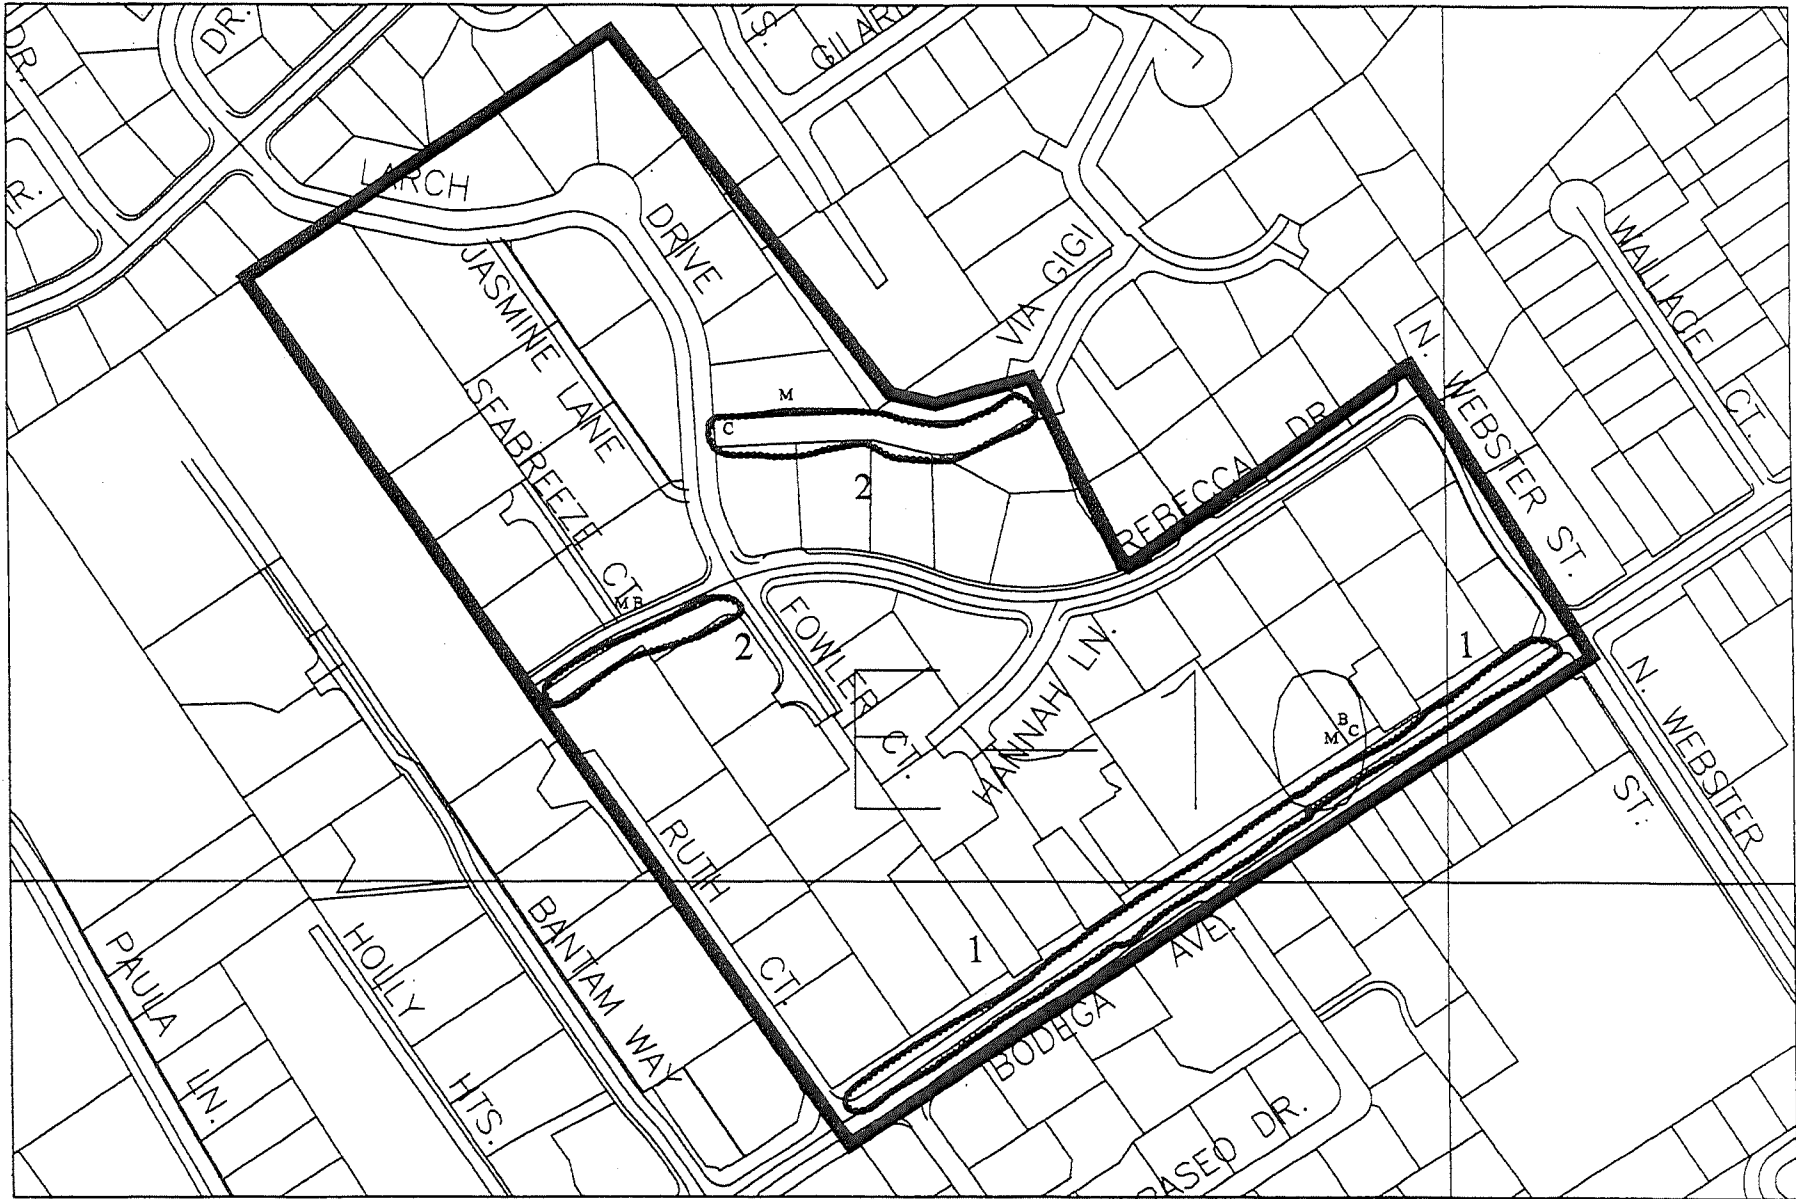 DR.
DR.
GILARD
R.
LARCH
DRIVE
JASMINE LANE
VIA GIGI
WALLACE CT.
SEABREEZE CT.
N. WEBSTER ST.
REBECCA DR.
M
C
2
M B
2
FOWLER CT.
HANNAH LN.
1
B
M C
E 1
N. WEBSTER ST.
RUTH CT.
1
BODEGA AVE.
BANTAM WAY
HOLLY HTS.
PAULA LN.
PASEO DR.